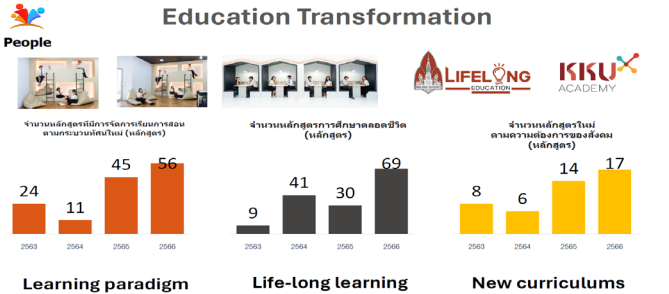 Education Transformation
People
LIFELONG
EDUCATION
KKU
ACADEMY
จำนวนหลักสูตรที่มีการจัดการเรียนการสอน
ตามกระบวนทัศน์ใหม่ (หลักสูตร)
24
11
45
56
2563
2564
2565
2566
Learning paradigm
จำนวนหลักสูตรการศึกษาตลอดชีวิต
(หลักสูตร)
9
41
30
69
2563
2564
2565
2566
Life-long learning
จำนวนหลักสูตรใหม่
ตามความต้องการของสังคม
(หลักสูตร)
8
6
14
17
2563
2564
2565
2566
New curriculums